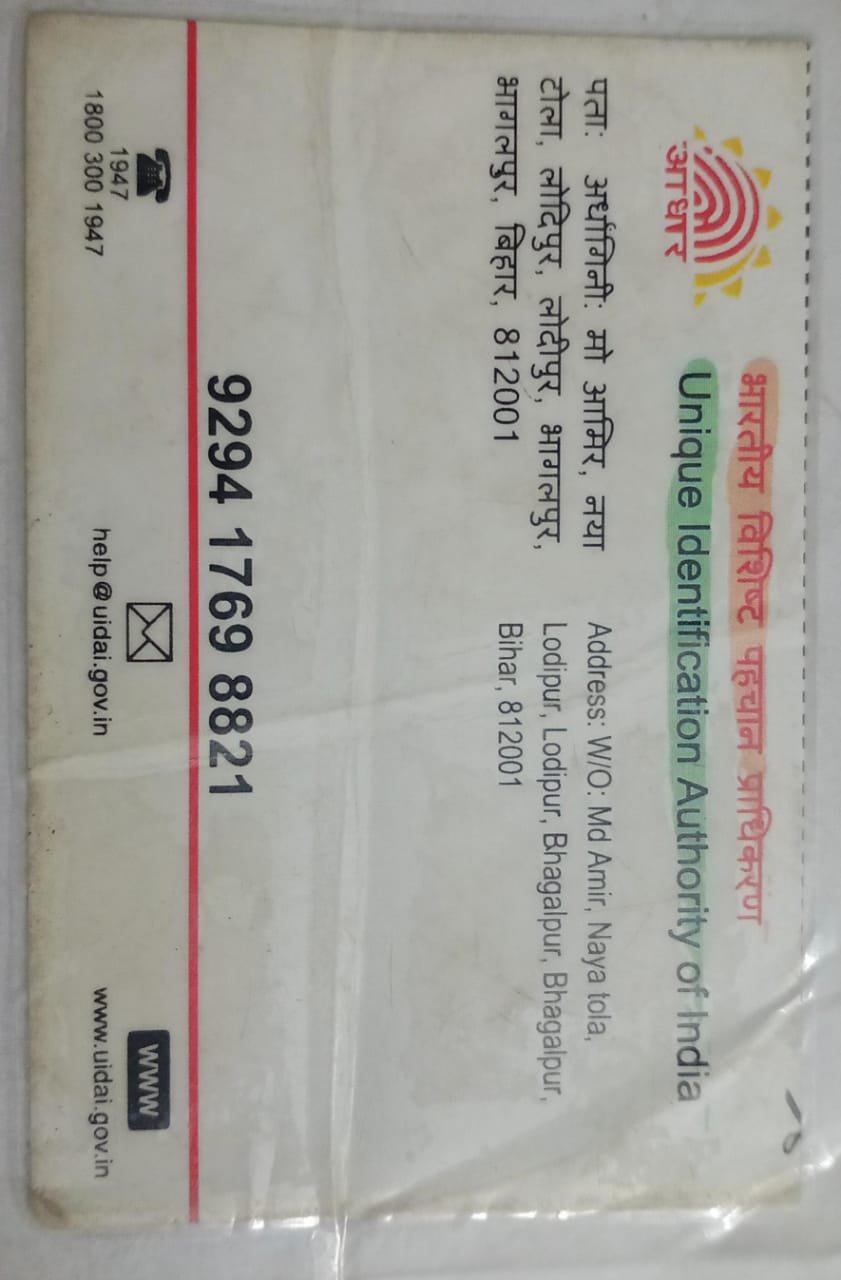 भारतीय विशिष्ट पहचान प्राधिकरण
Unique Identification Authority of India
आधार
पताः अर्धांगिनी: मो आमिर, नया
टोला, लोदिपुर, लोदीपुर, भागलपुर,
भागलपुर, बिहार, 812001
Address: W/O: Md Amir, Naya tola,
Lodipur, Lodipur, Bhagalpur, Bhagalpur,
Bihar, 812001
9294 1769 8821
1947
1800 300 1947
help@uidai.gov.in
www
www.uidai.gov.in